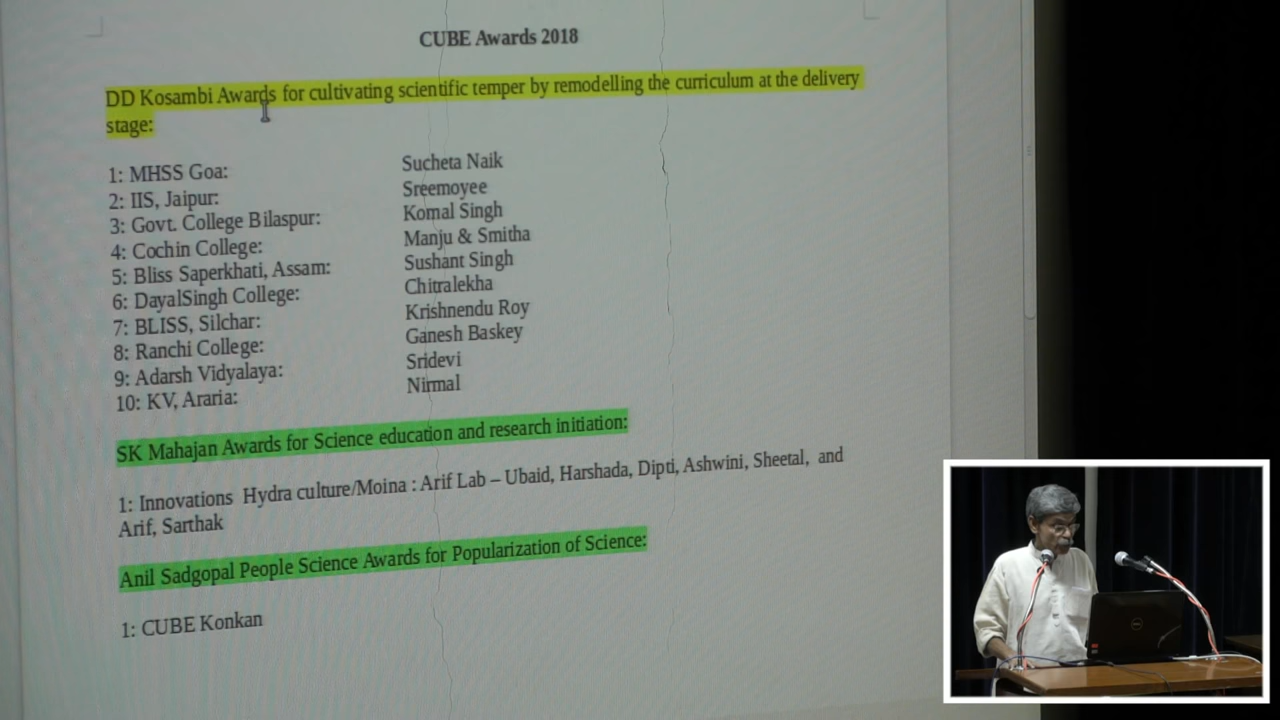 CUBE Awards 2018
DD Kosambi Awards for cultivating scientific temper by remodelling the curriculum at the delivery
stage:
1: MHSS Goa: Sucheta Naik
2: IIS, Jaipur: Sreemoyee
3: Govt. College Bilaspur: Komal Singh
4: Cochin College: Manju & Smitha
5: Bliss Saperkhati, Assam: Sushant Singh
6: DayalSingh College: Chitralekha
7: BLISS, Silchar: Krishnendu Roy
8: Ranchi College: Ganesh Baskey
9: Adarsh Vidyalaya: Sridevi
10: KV, Araria: Nirmal
SK Mahajan Awards for Science education and research initiation:
1: Innovations Hydra culture/Moina : Arif Lab – Ubaid, Harshada, Dipti, Ashwini, Sheetal, and
Arif, Sarthak
Anil Sadgopal People Science Awards for Popularization of Science:
1: CUBE Konkan